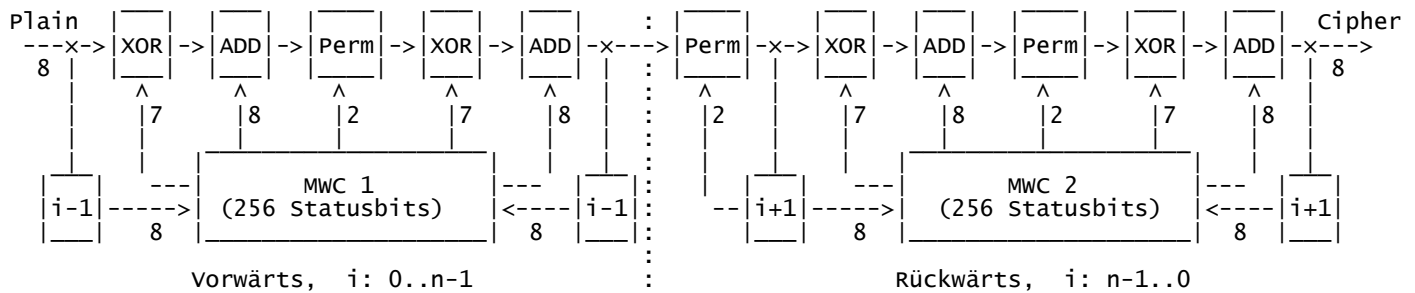 Plain : Cipher
---×->|XOR|->|ADD|->|Perm|->|XOR|->|ADD|-×--->|Perm|-×->|XOR|->|ADD|->|Perm|->|XOR|->|ADD|-×--->
8 8
7 8 2 7 8 2 7 8 2 7 8
MWC 1 MWC 2
|i-1|----->| (256 Statusbits) |<----|i-1| --|i+1|----->| (256 Statusbits) |<----|i+1|
8 8 8 8
Vorwärts, i: 0..n-1 : Rückwärts, i: n-1..0